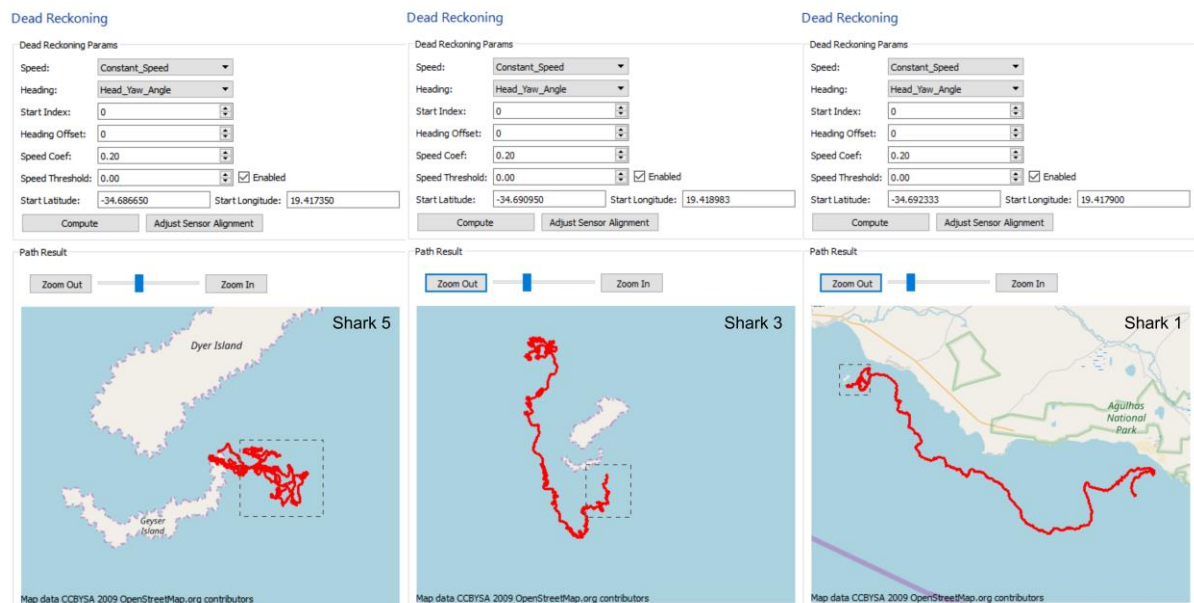 Dead Reckoning
Dead Reckoning Params
Speed: Constant_Speed
Heading: Head_Yaw_Angle
Start Index: 0
Heading Offset: 0
Speed Coef: 0.20
Speed Threshold: 0.00 Enabled
Start Latitude: -34.686650 Start Longitude: 19.417350
Compute Adjust Sensor Alignment
Path Result
Zoom Out Zoom In
Shark 5
Dyer Island
Geyser
Island
Map data CCBYSA 2009 OpenStreetMap.org contributors
Dead Reckoning
Dead Reckoning Params
Speed: Constant_Speed
Heading: Head_Yaw_Angle
Start Index: 0
Heading Offset: 0
Speed Coef: 0.20
Speed Threshold: 0.00 Enabled
Start Latitude: -34.690950 Start Longitude: 19.418983
Compute Adjust Sensor Alignment
Path Result
Zoom Out Zoom In
Shark 3
Map data CCBYSA 2009 OpenStreetMap.org contributors
Dead Reckoning
Dead Reckoning Params
Speed: Constant_Speed
Heading: Head_Yaw_Angle
Start Index: 0
Heading Offset: 0
Speed Coef: 0.20
Speed Threshold: 0.00 Enabled
Start Latitude: -34.692333 Start Longitude: 19.417900
Compute Adjust Sensor Alignment
Path Result
Zoom Out Zoom In
Shark 1
Agulhas
National
Park
Map data CCBYSA 2009 OpenStreetMap.org contributors